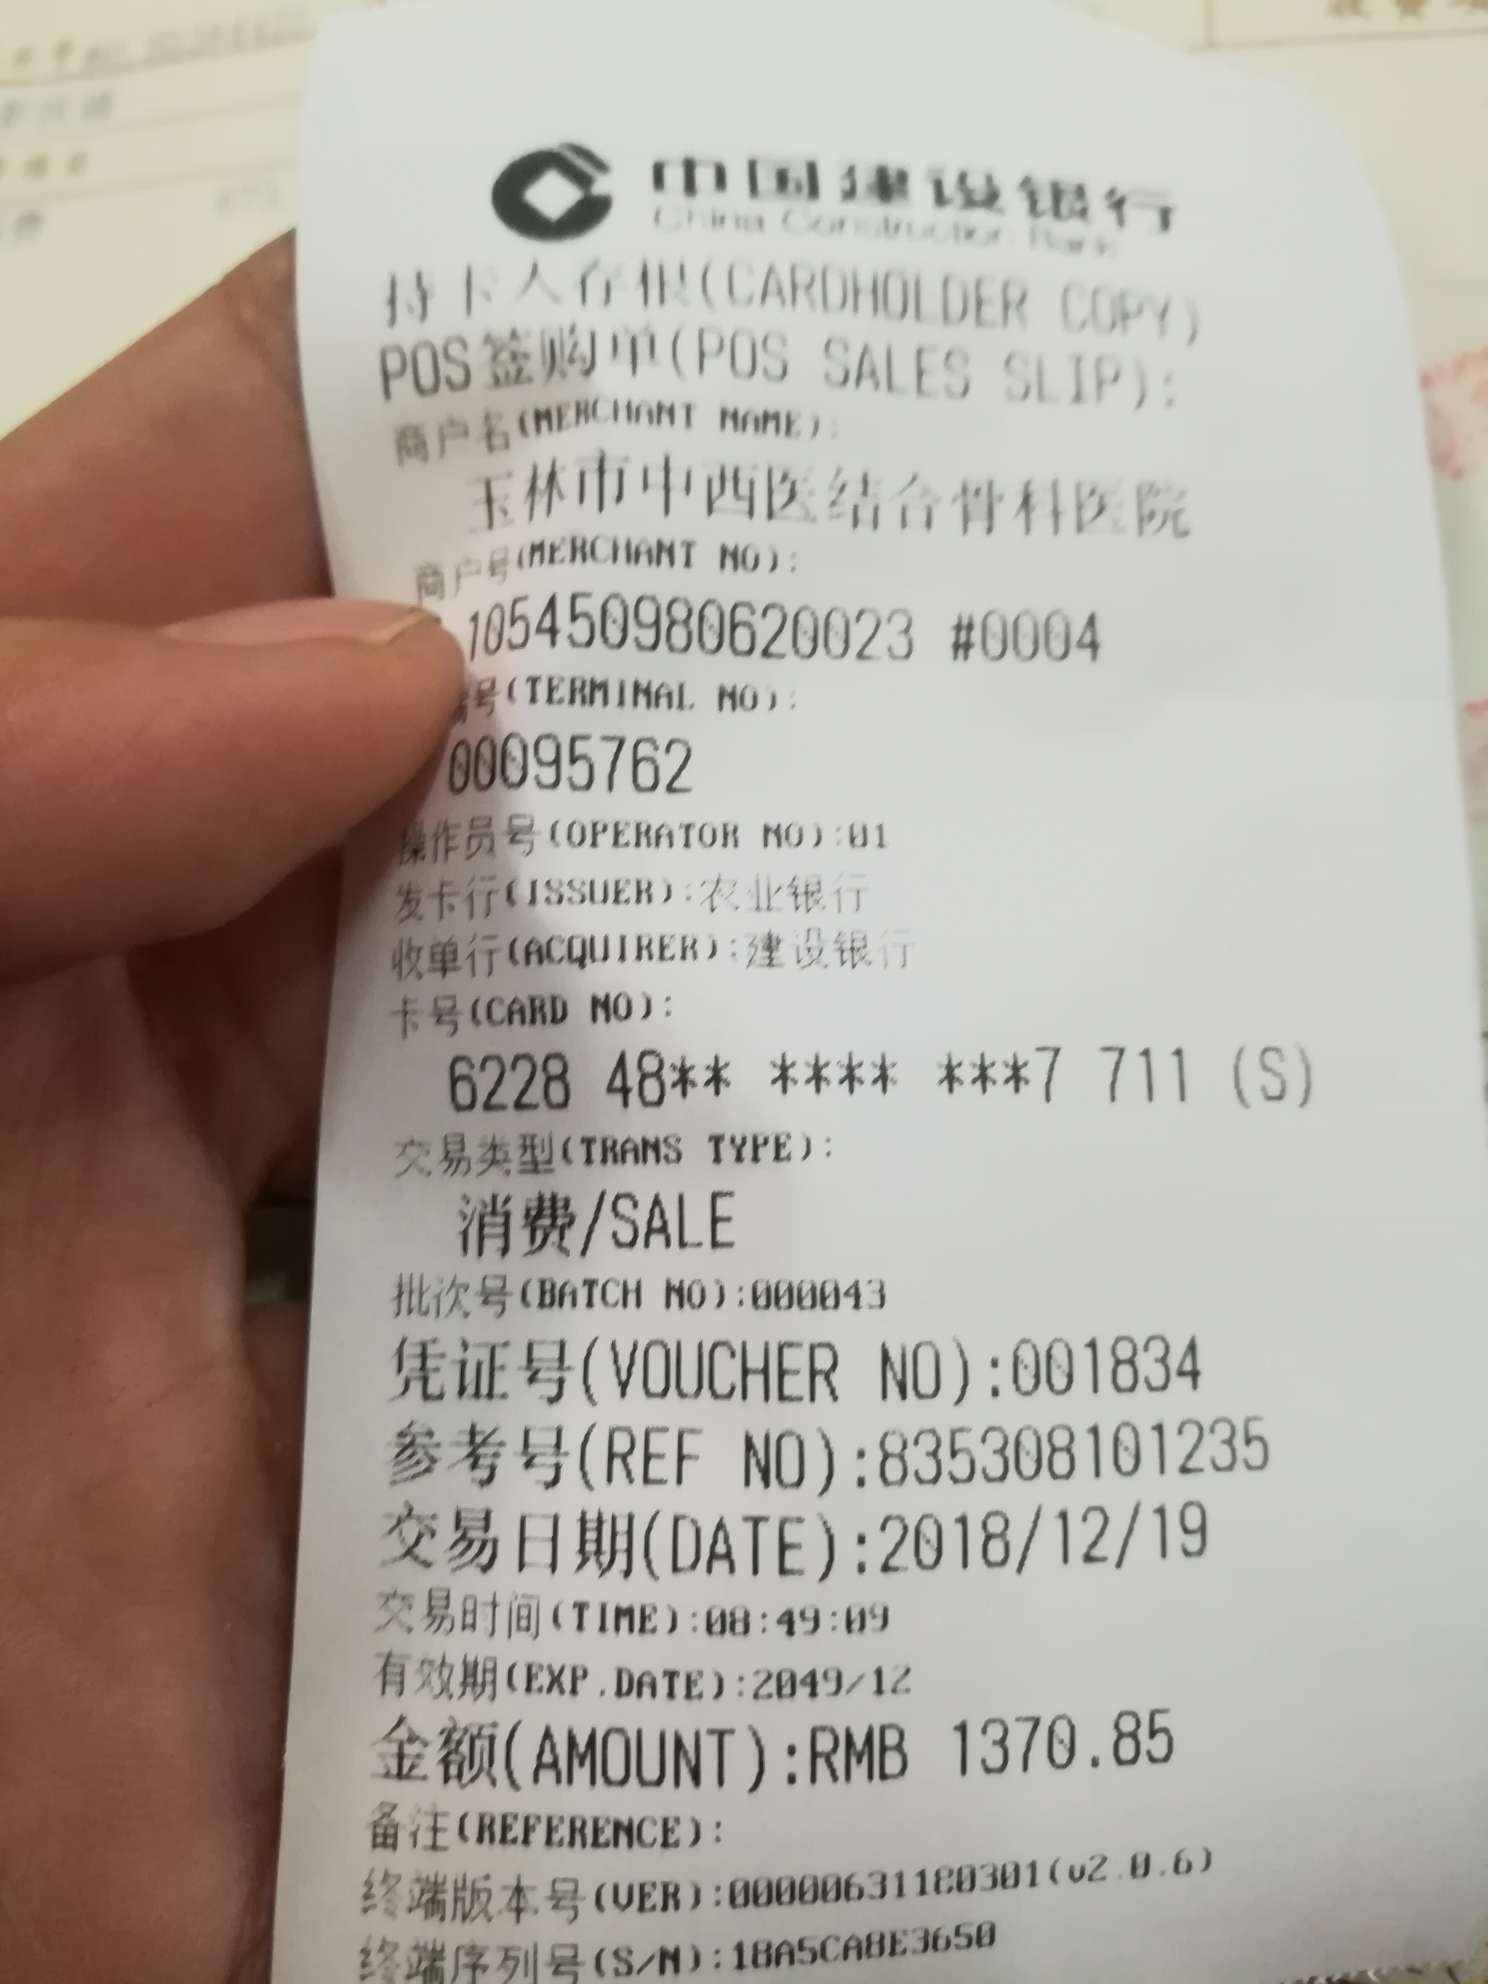 中国建设银行
China Construction Bank
持卡人存根(CARDHOLDER COPY)
POS签购单(POS SALES SLIP):
商户名(MERCHANT NAME):
玉林市中西医结合骨科医院
商户号(MERCHANT NO):
105450980620023 #0004
端号(TERMINAL NO):
00095762
操作员号(OPERATOR NO):01
发卡行(ISSUER):农业银行
收单行(ACQUIRER):建设银行
卡号(CARD NO):
6228 48** **** ***7 711 (S)
交易类型(TRANS TYPE):
消费/SALE
批次号(BATCH NO):000043
凭证号(VOUCHER NO):001834
参考号(REF NO):835308101235
交易日期(DATE):2018/12/19
交易时间(TIME):08:49:09
有效期(EXP.DATE):2049/12
金额(AMOUNT):RMB 1370.85
备注(REFERENCE):
终端版本号(VER):00000631180301(v2.0.6)
终端序列号(S/N):18A5CA8E3650